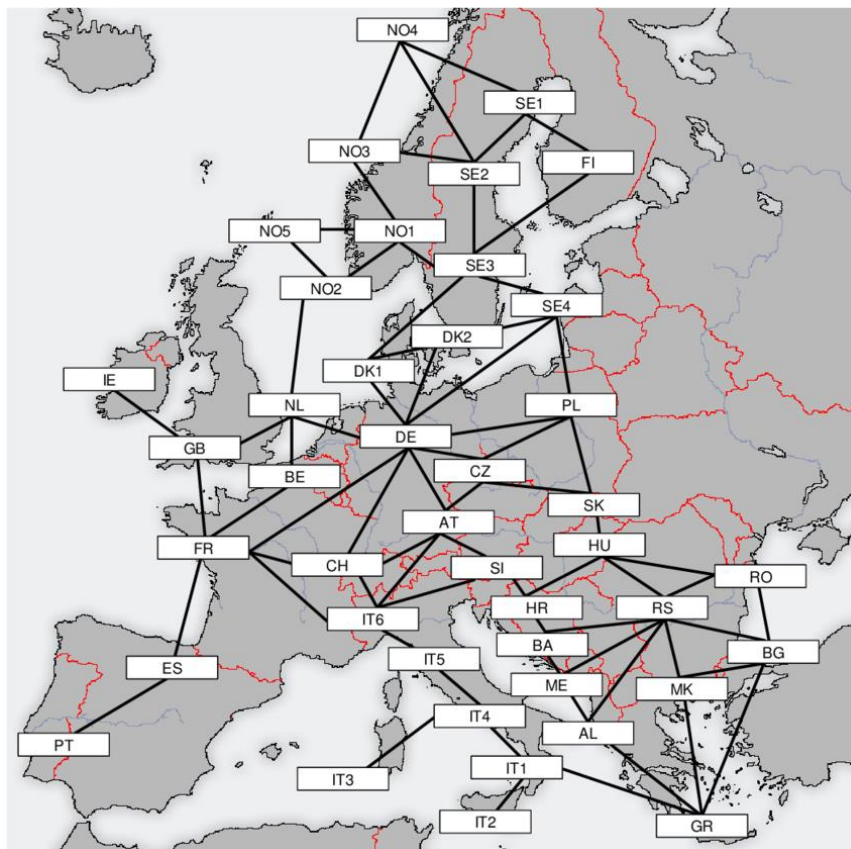 NO4
SE1
NO3
FI
SE2
NO5
NO1
SE3
NO2
SE4
DK2
DK1
IE
NL
PL
DE
GB
CZ
BE
SK
AT
FR
HU
CH
SI
RO
HR
RS
IT6
BA
BG
IT5
ES
ME
MK
IT4
AL
PT
IT1
IT3
IT2
GR